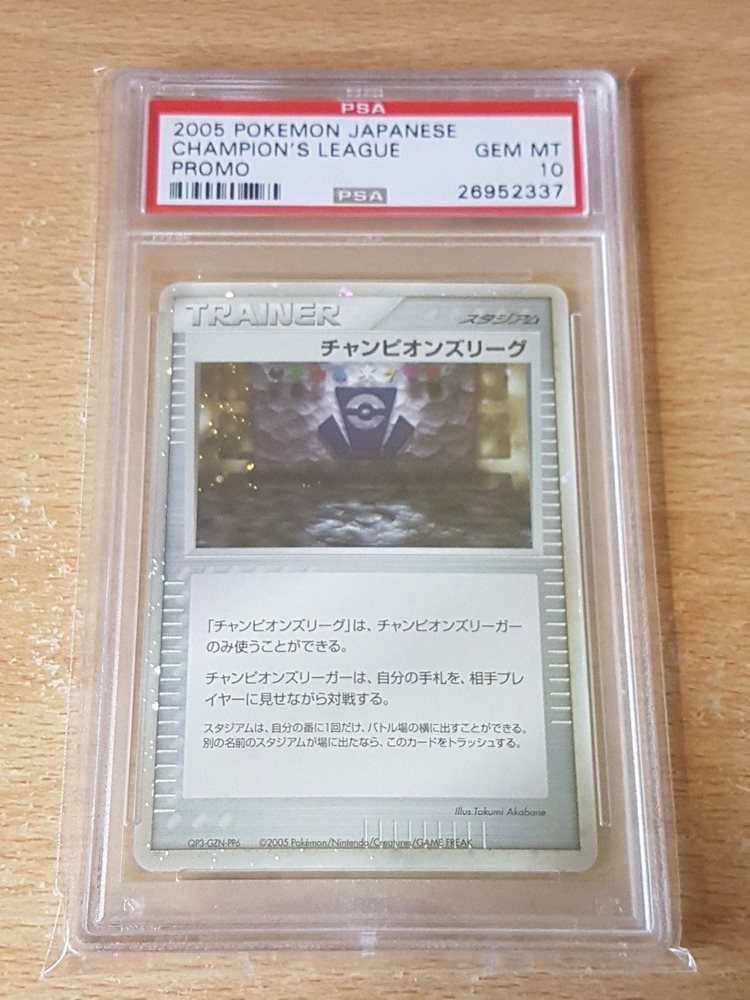 PSA
2005 POKEMON JAPANESE
CHAMPION'S LEAGUE GEM MT
PROMO 10
PSA 26952337
TRAINER スタジアム
チャンピオンズリーグ
「チャンピオンズリーグ」は、チャンピオンズリーガー
のみ使うことができる。
チャンピオンズリーガーは、自分の手札を、相手プレ
イヤーに見せながら対戦する。
スタジアムは、自分の番に1回だけ、バトル場の横に出すことができる。
別の名前のスタジアムが場に出たなら、このカードをトラッシュする。
Illus.Takumi Akabane
QP3-GZN-PP6 ©2005 Pokémon/Nintendo/Creatures/GAME FREAK